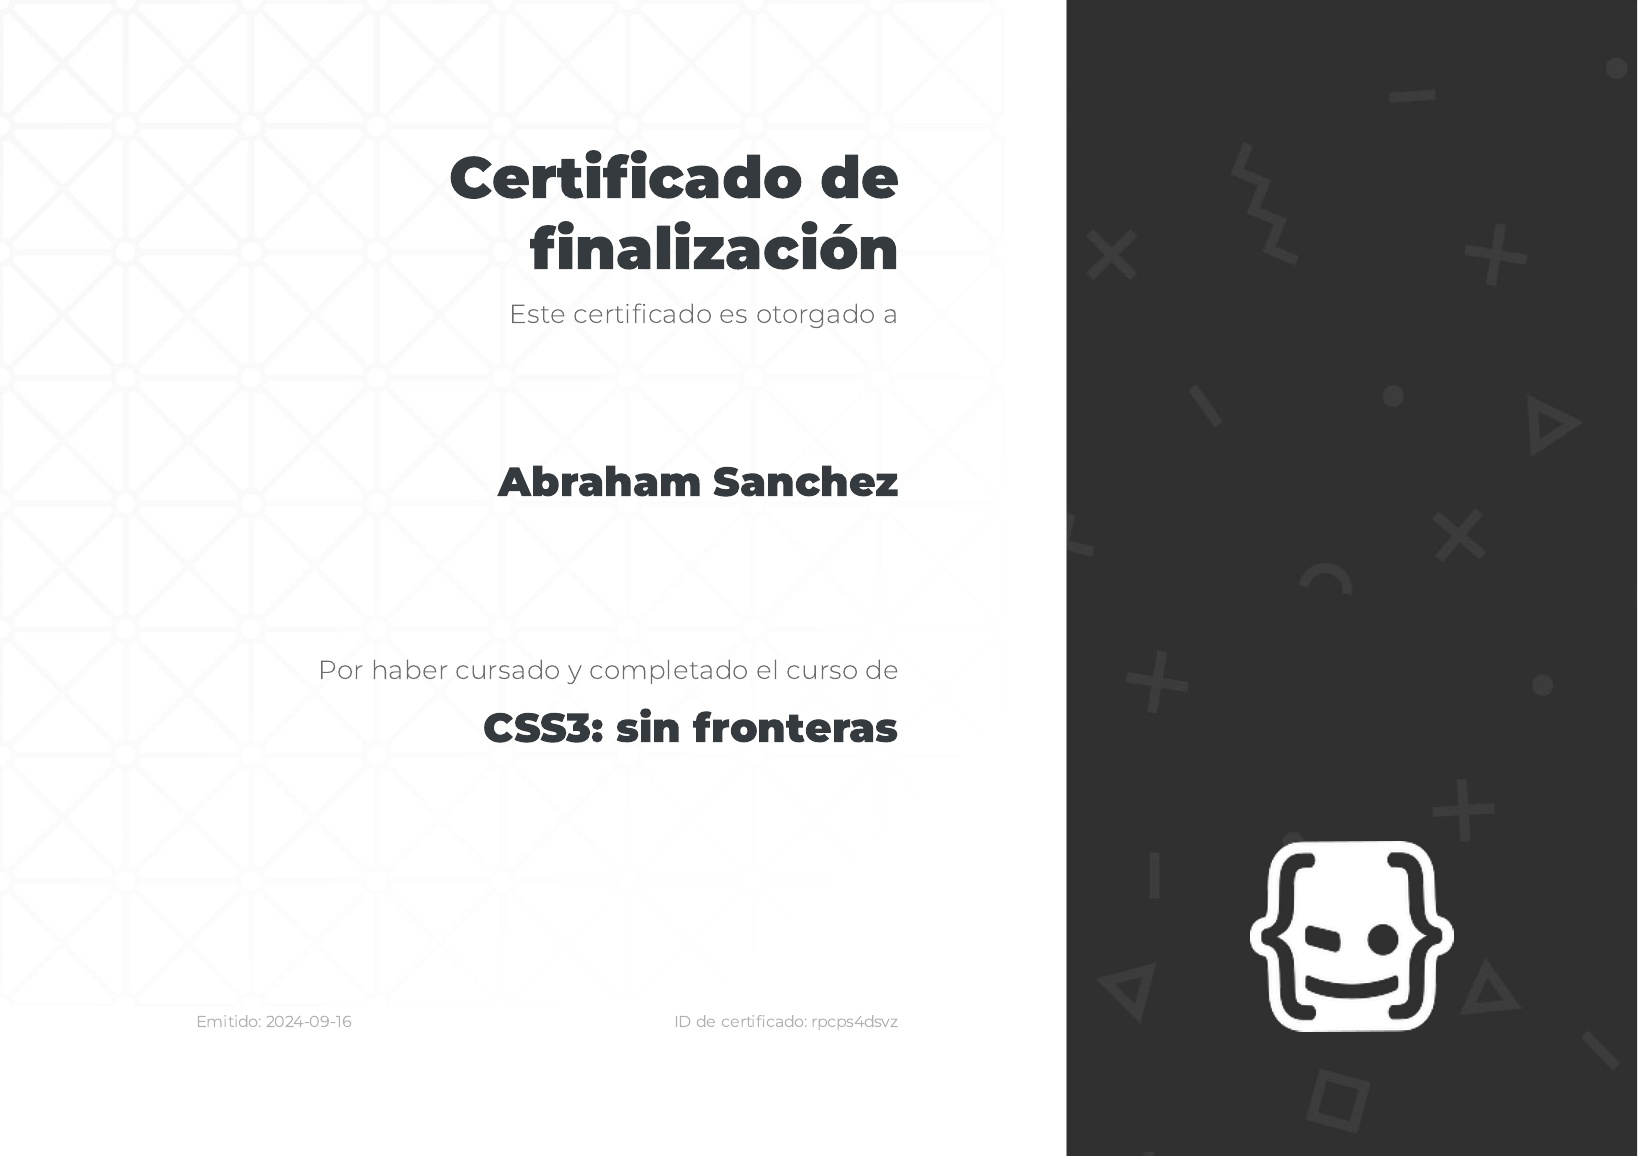 Certificado de
finalización
Este certificado es otorgado a
Abraham Sanchez
Por haber cursado y completado el curso de
CSS3: sin fronteras
Emitido: 2024-09-16
ID de certificado: rpcps4dsvz